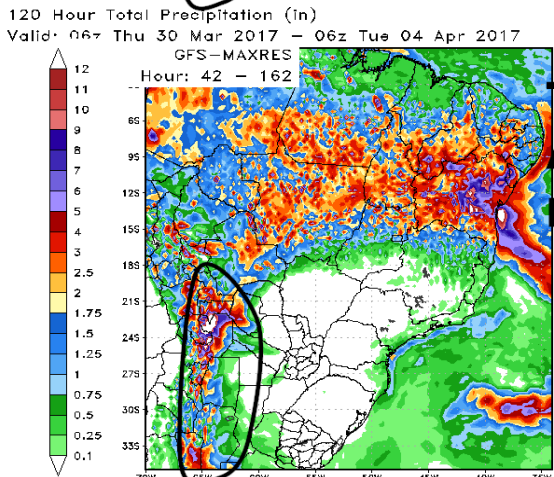 120 Hour Total Precipitation (in)
Valid: 06z Thu 30 Mar 2017 – 06z Tue 04 Apr 2017
GFS–MAXRES
Hour: 42 – 162
12
11
10
9
8
7
6
5
4
3
2.5
2
1.75
1.5
1.25
1
0.75
0.5
0.25
0.1
6S
9S
12S
15S
18S
21S
24S
27S
30S
33S